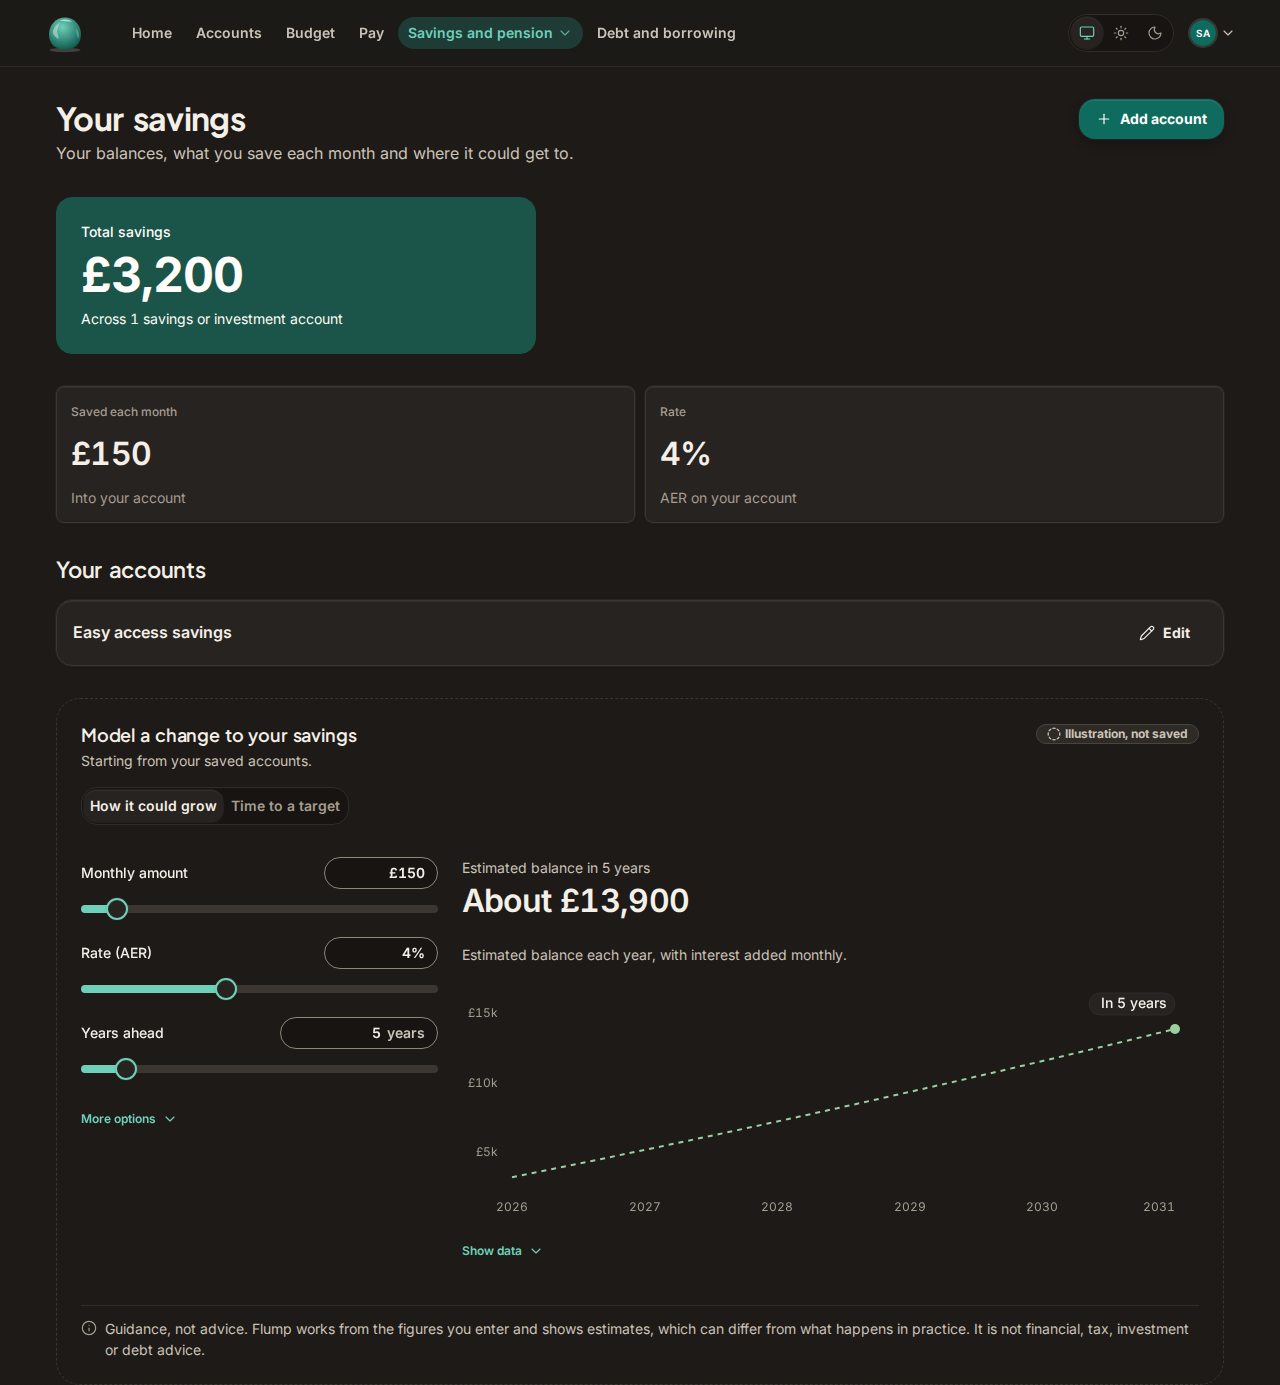 Home
Accounts
Budget
Pay
Savings and pension
Debt and borrowing
SA
Your savings
Your balances, what you save each month and where it could get to.
Add account
Total savings
£3,200
Across 1 savings or investment account
Saved each month
£150
Into your account
Rate
4%
AER on your account
Your accounts
Easy access savings
Edit
Model a change to your savings
Illustration, not saved
Starting from your saved accounts.
How it could grow
Time to a target
Monthly amount
£150
Rate (AER)
4%
Years ahead
5 years
More options
Estimated balance in 5 years
About £13,900
Estimated balance each year, with interest added monthly.
In 5 years
£15k
£10k
£5k
2026
2027
2028
2029
2030
2031
Show data
Guidance, not advice. Flump works from the figures you enter and shows estimates, which can differ from what happens in practice. It is not financial, tax, investment
or debt advice.